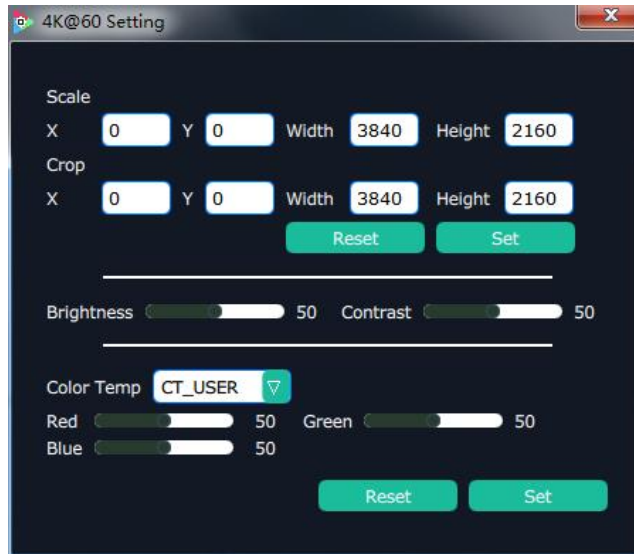 4K@60 Setting
Scale
X 0 Y 0 Width 3840 Height 2160
Crop
X 0 Y 0 Width 3840 Height 2160
Reset Set
Brightness 50 Contrast 50
Color Temp CT_USER
Red 50 Green 50
Blue 50
Reset Set